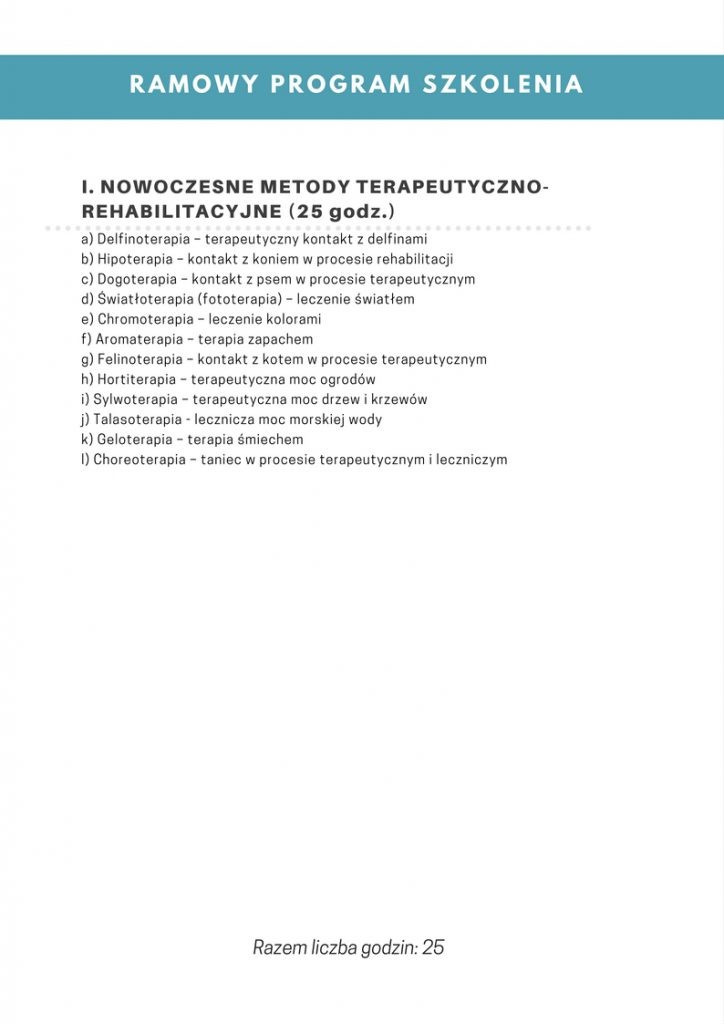 RAMOWY PROGRAM SZKOLENIA
I. NOWOCZESNE METODY TERAPEUTYCZNO-
REHABILITACYJNE (25 godz.)
a) Delfinoterapia – terapeutyczny kontakt z delfinami
b) Hipoterapia – kontakt z koniem w procesie rehabilitacji
c) Dogoterapia – kontakt z psem w procesie terapeutycznym
d) Światłoterapia (fototerapia) – leczenie światłem
e) Chromoterapia – leczenie kolorami
f) Aromaterapia – terapia zapachem
g) Felinoterapia – kontakt z kotem w procesie terapeutycznym
h) Hortiterapia – terapeutyczna moc ogrodów
i) Sylwoterapia – terapeutyczna moc drzew i krzewów
j) Talasoterapia - lecznicza moc morskiej wody
k) Geloterapia – terapia śmiechem
l) Choreoterapia – taniec w procesie terapeutycznym i leczniczym
Razem liczba godzin: 25